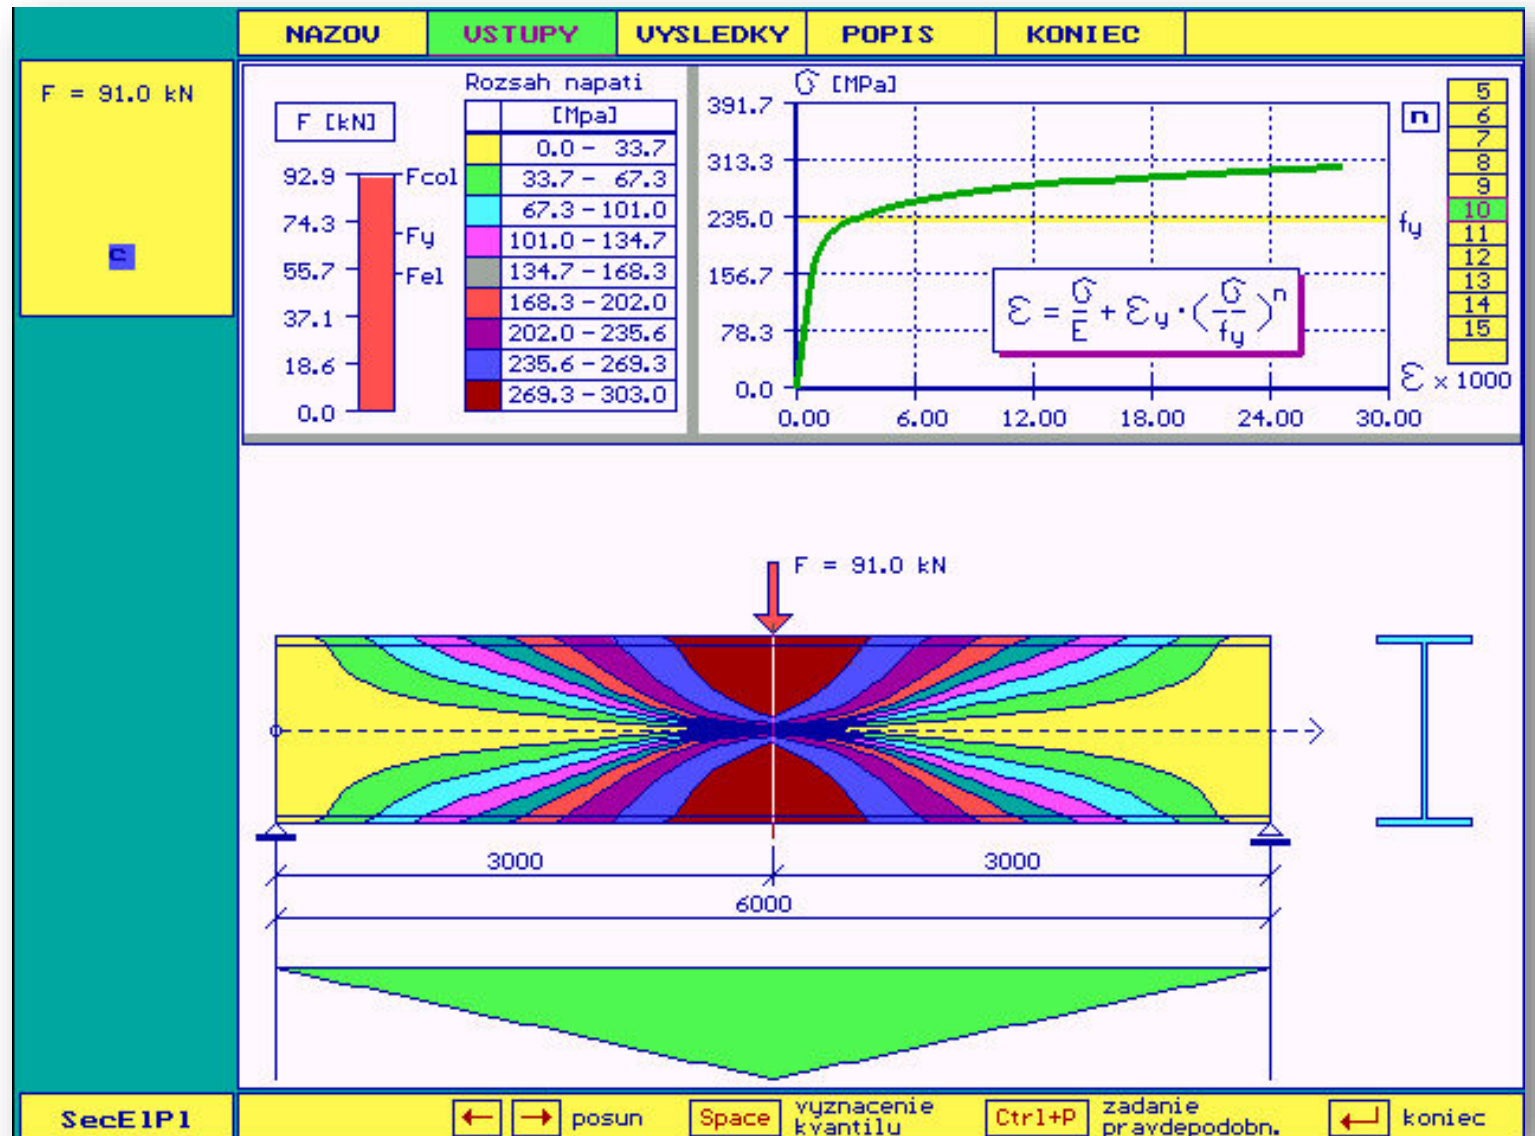 NAZOV VSTUPY VYSLEDKY POPIS KONIEC
F = 91.0 kN
c
F [kN]
92.9
74.3
55.7
37.1
18.6
0.0
Fcol
Fy
Fel
Rozsah napati
[Mpa]
0.0 - 33.7
33.7 - 67.3
67.3 - 101.0
101.0 - 134.7
134.7 - 168.3
168.3 - 202.0
202.0 - 235.6
235.6 - 269.3
269.3 - 303.0
σ [MPa]
391.7
313.3
235.0
156.7
78.3
0.0
0.00 6.00 12.00 18.00 24.00 30.00
fy
ε × 1000
ε = σ/E + εy · (σ/fy)^n
n
5
6
7
8
9
10
11
12
13
14
15
F = 91.0 kN
3000 3000
6000
SecElPl
← → posun
Space vyznacenie
kvantilu
Ctrl+P zadanie
pravdepodobn.
↵ koniec